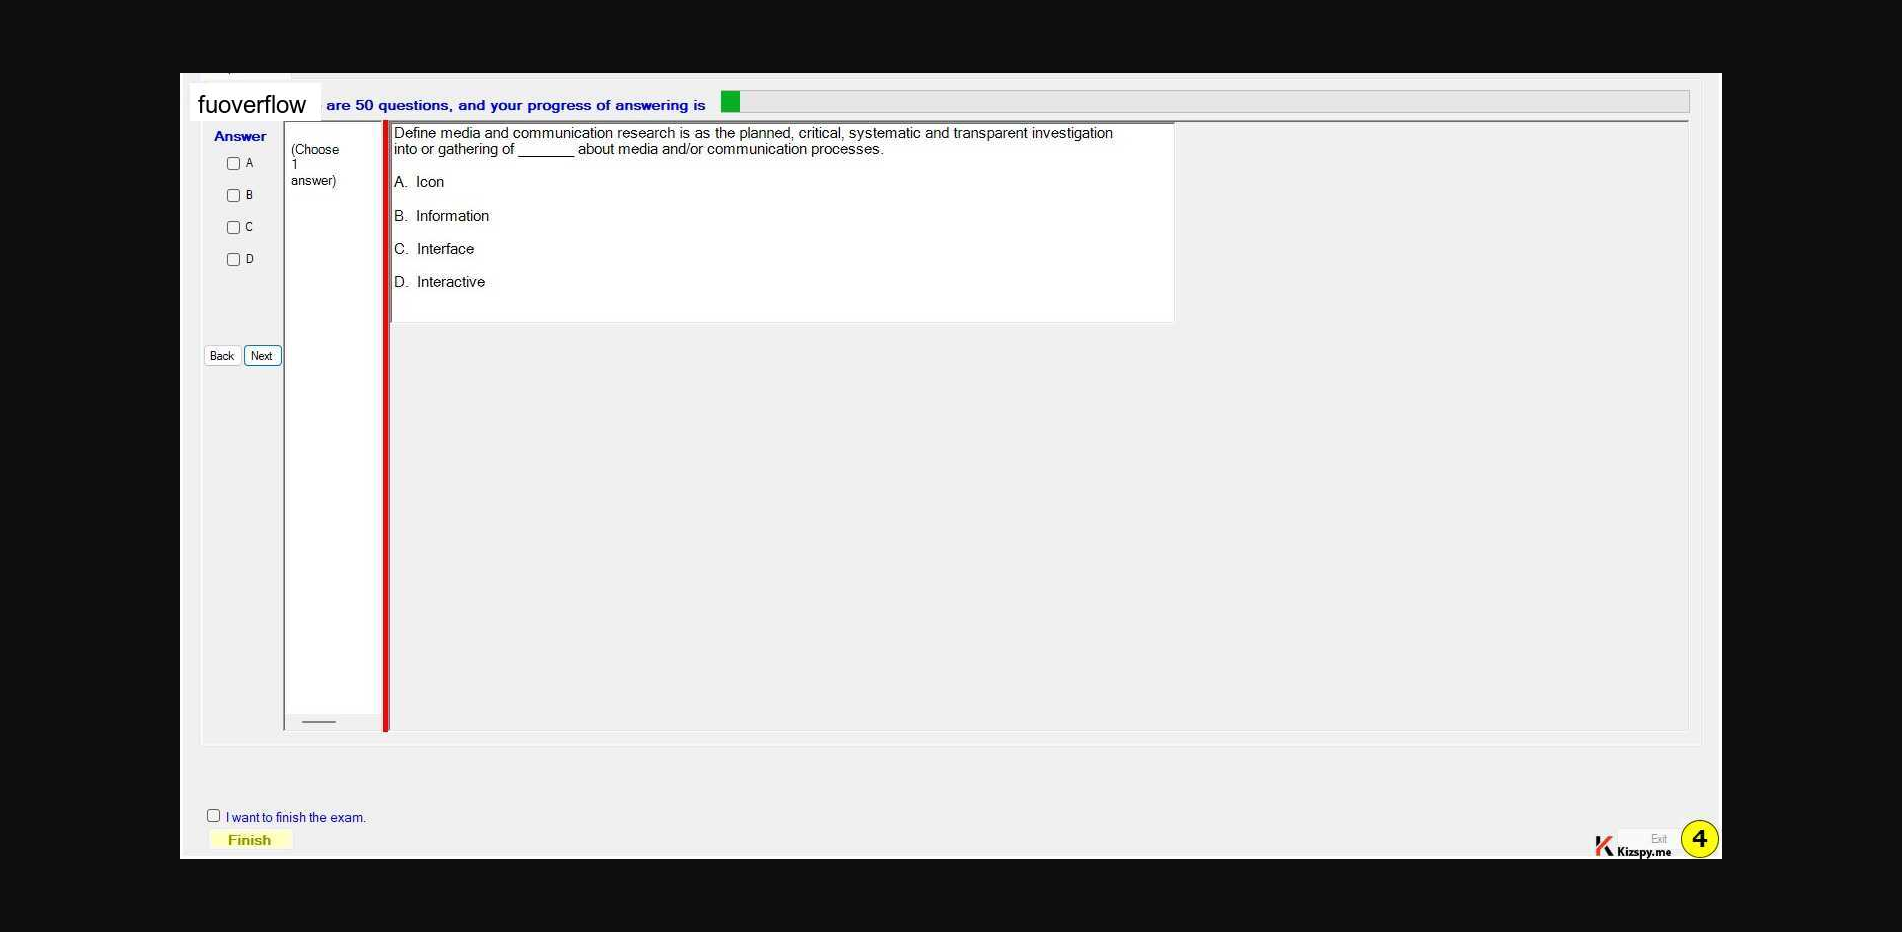 fuoverflow are 50 questions, and your progress of answering is
Answer
A
B
C
D
Back Next
(Choose
1
answer)
Define media and communication research is as the planned, critical, systematic and transparent investigation
into or gathering of _______ about media and/or communication processes.
A. Icon
B. Information
C. Interface
D. Interactive
I want to finish the exam.
Finish
Exit
Kizspy.me
4